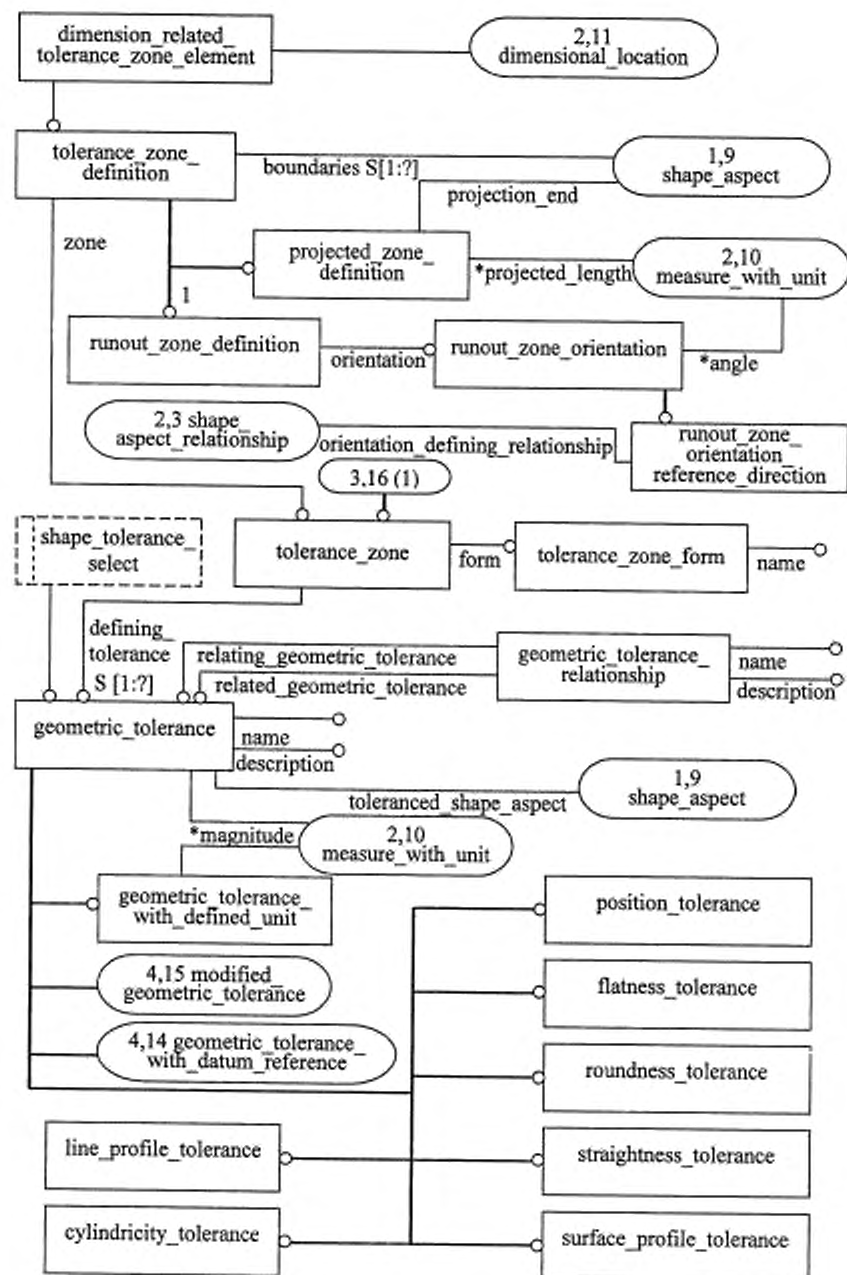 dimension_related_
tolerance_zone_element
2,11
dimensional_location
tolerance_zone_
definition
boundaries S[1:?]
1,9
shape_aspect
projection_end
zone
projected_zone_
definition
*projected_length
2,10
measure_with_unit
1
runout_zone_definition
orientation
runout_zone_orientation
*angle
2,3 shape_
aspect_relationship
orientation_defining_relationship
runout_zone_
orientation_
reference_direction
3,16 (1)
shape_tolerance_
select
tolerance_zone
form
tolerance_zone_form
name
defining_
tolerance
S [1:?]
relating_geometric_tolerance
related_geometric_tolerance
geometric_tolerance_
relationship
name
description
geometric_tolerance
name
description
toleranced_shape_aspect
1,9
shape_aspect
*magnitude
2,10
measure_with_unit
geometric_tolerance_
with_defined_unit
position_tolerance
4,15 modified_
geometric_tolerance
flatness_tolerance
4,14 geometric_tolerance_
with_datum_reference
roundness_tolerance
line_profile_tolerance
straightness_tolerance
cylindricity_tolerance
surface_profile_tolerance